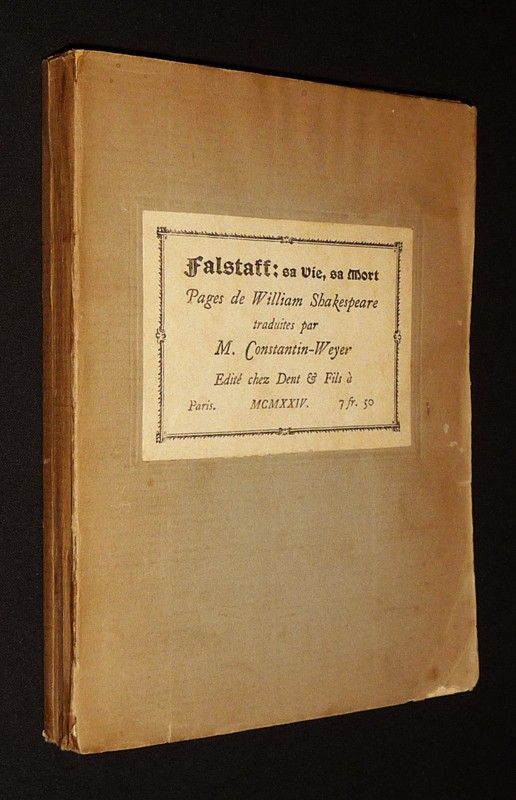 Falstaff: sa Vie, sa Mort
Pages de William Shakespeare
traduites par
M. Constantin-Weyer
Edité chez Dent & Fils à
Paris. MCMXXIV. 7 fr. 50